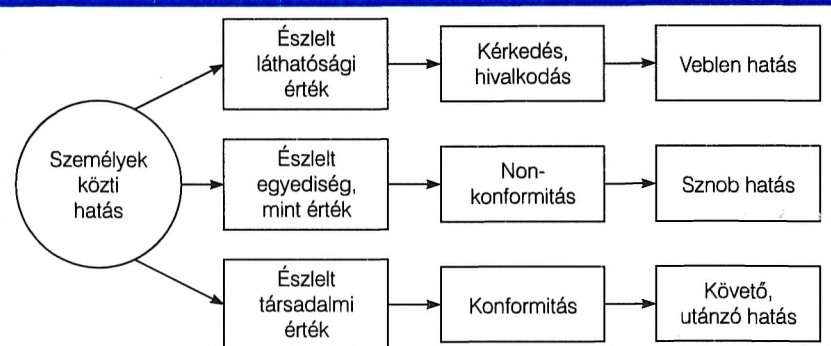 Személyek
közti
hatás
Észlelt
láthatósági
érték
Kérkedés,
hivalkodás
Veblen hatás
Észlelt
egyediség,
mint érték
Non-
konformitás
Sznob hatás
Észlelt
társadalmi
érték
Konformitás
Követő,
utánzó hatás